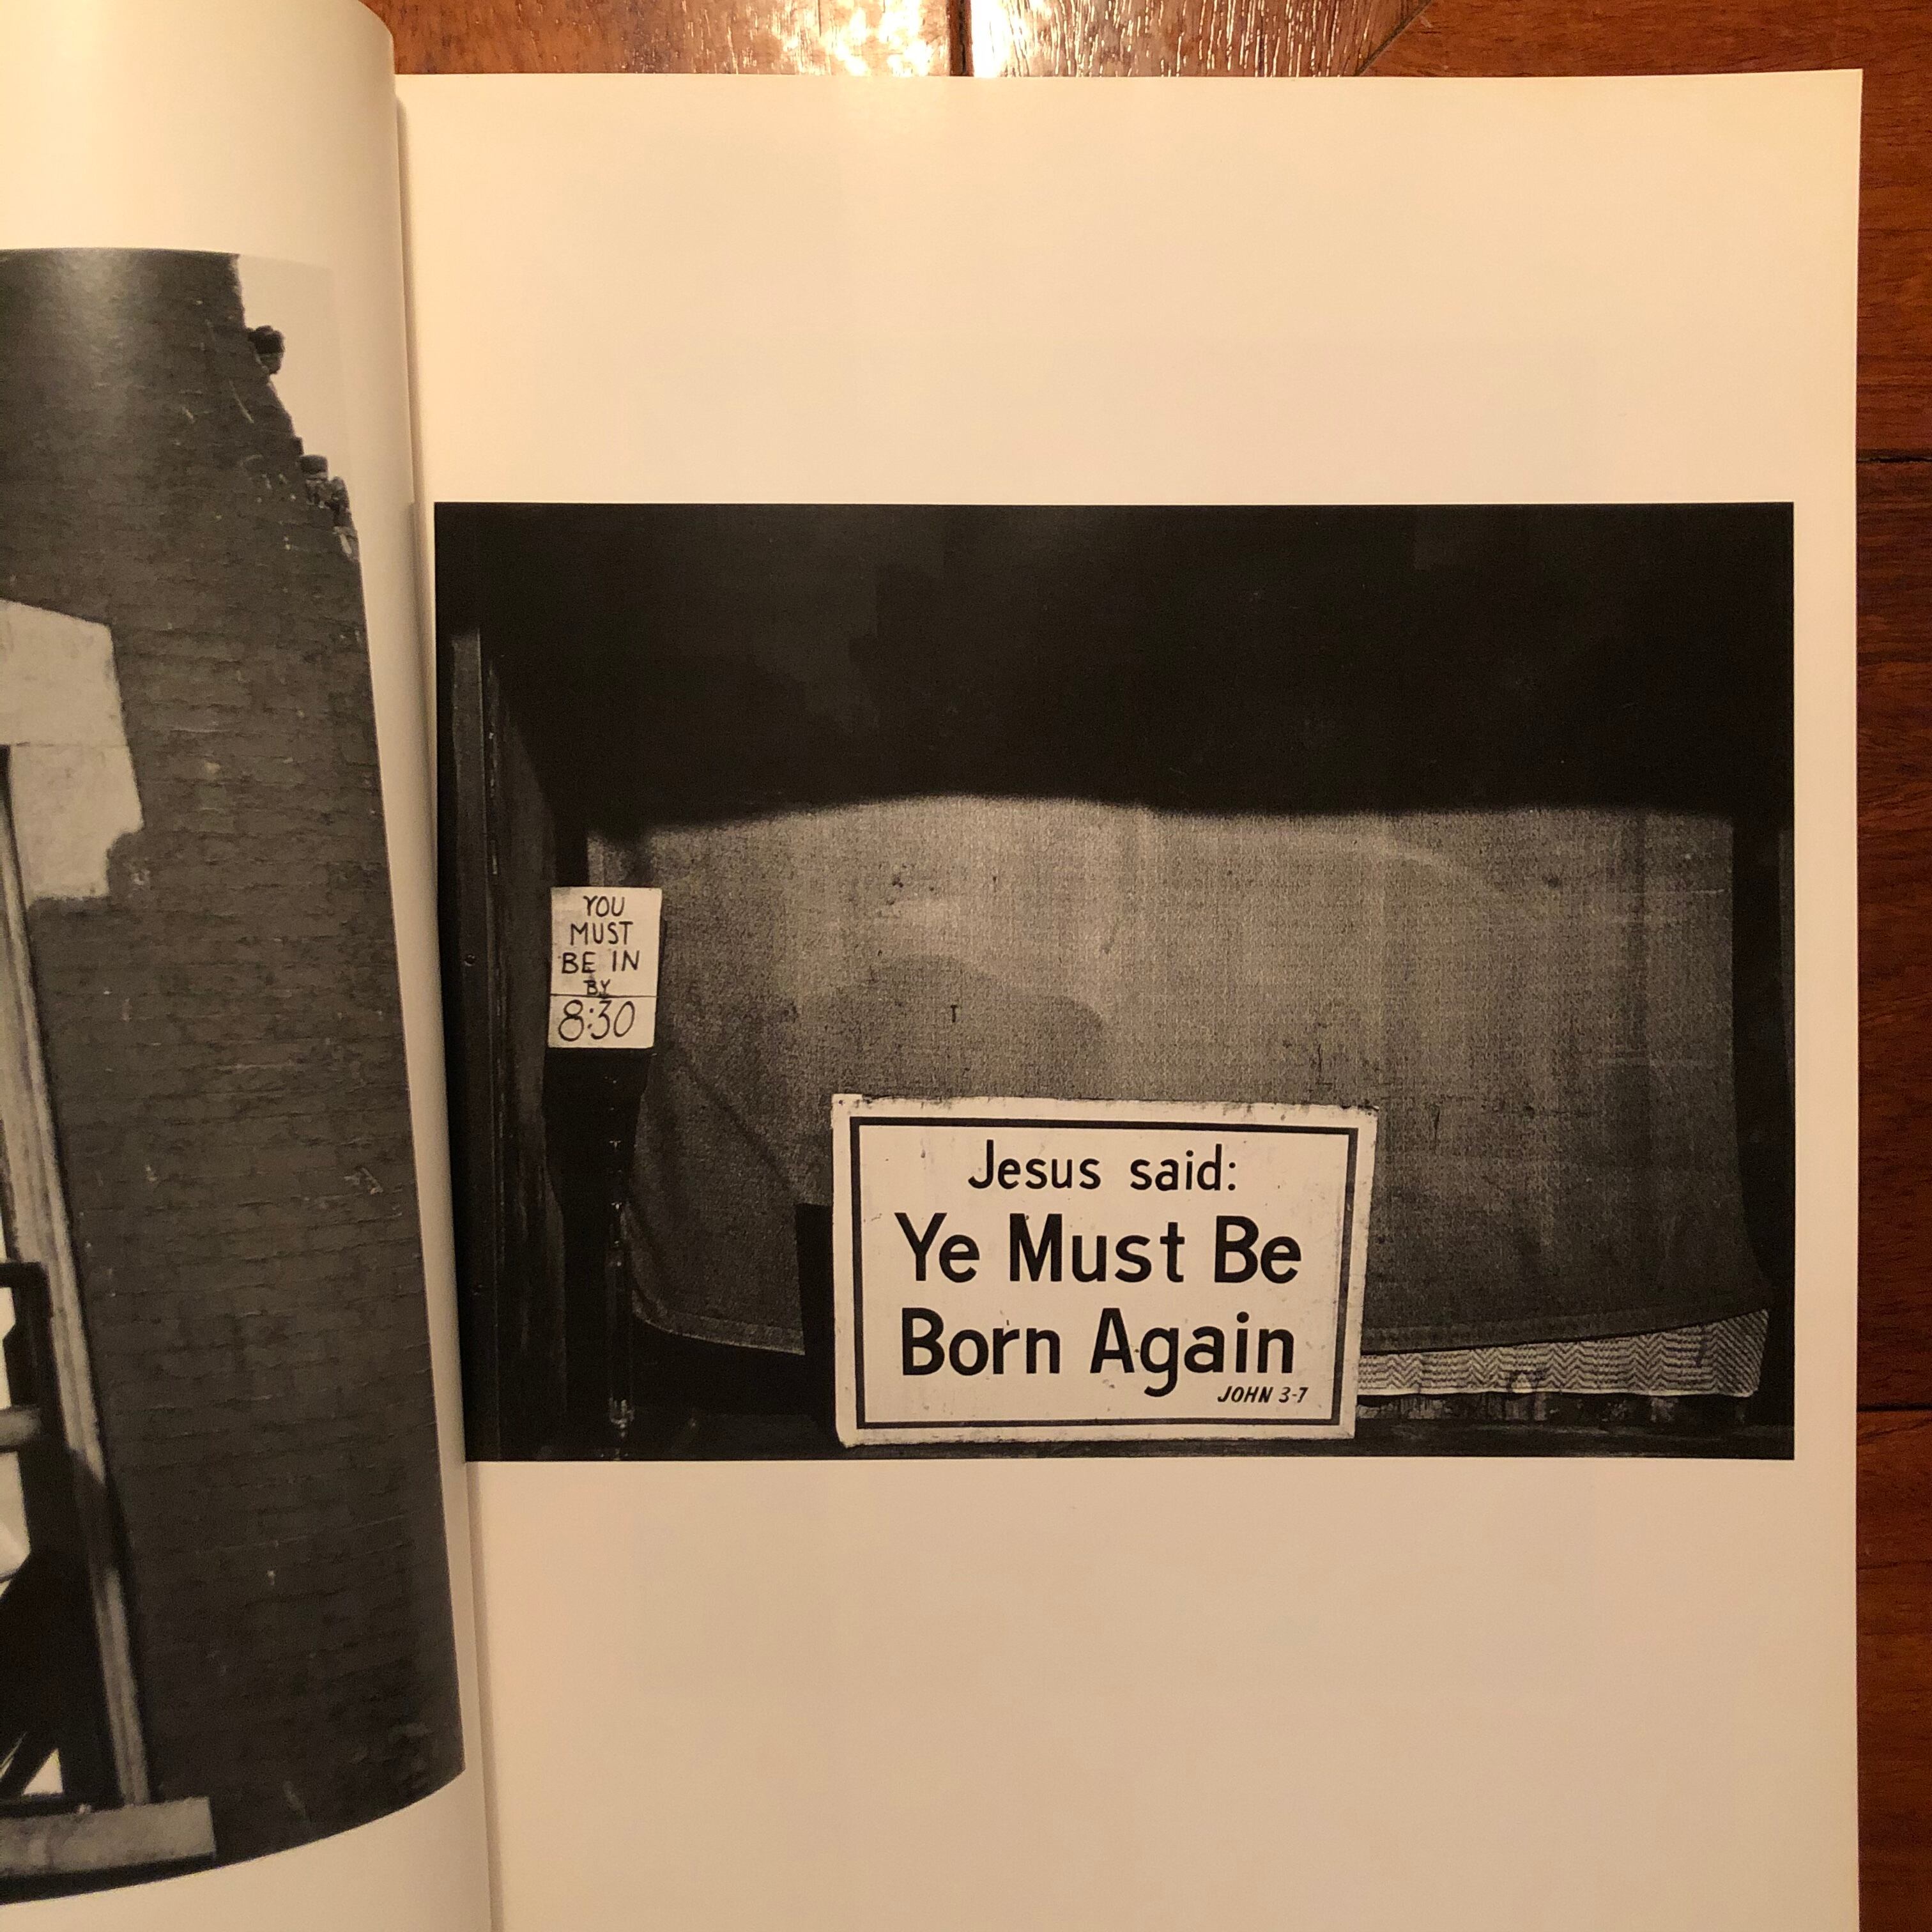 YOU
MUST
BE IN
BY
8:30
Jesus said:
Ye Must Be
Born Again
JOHN 3-7